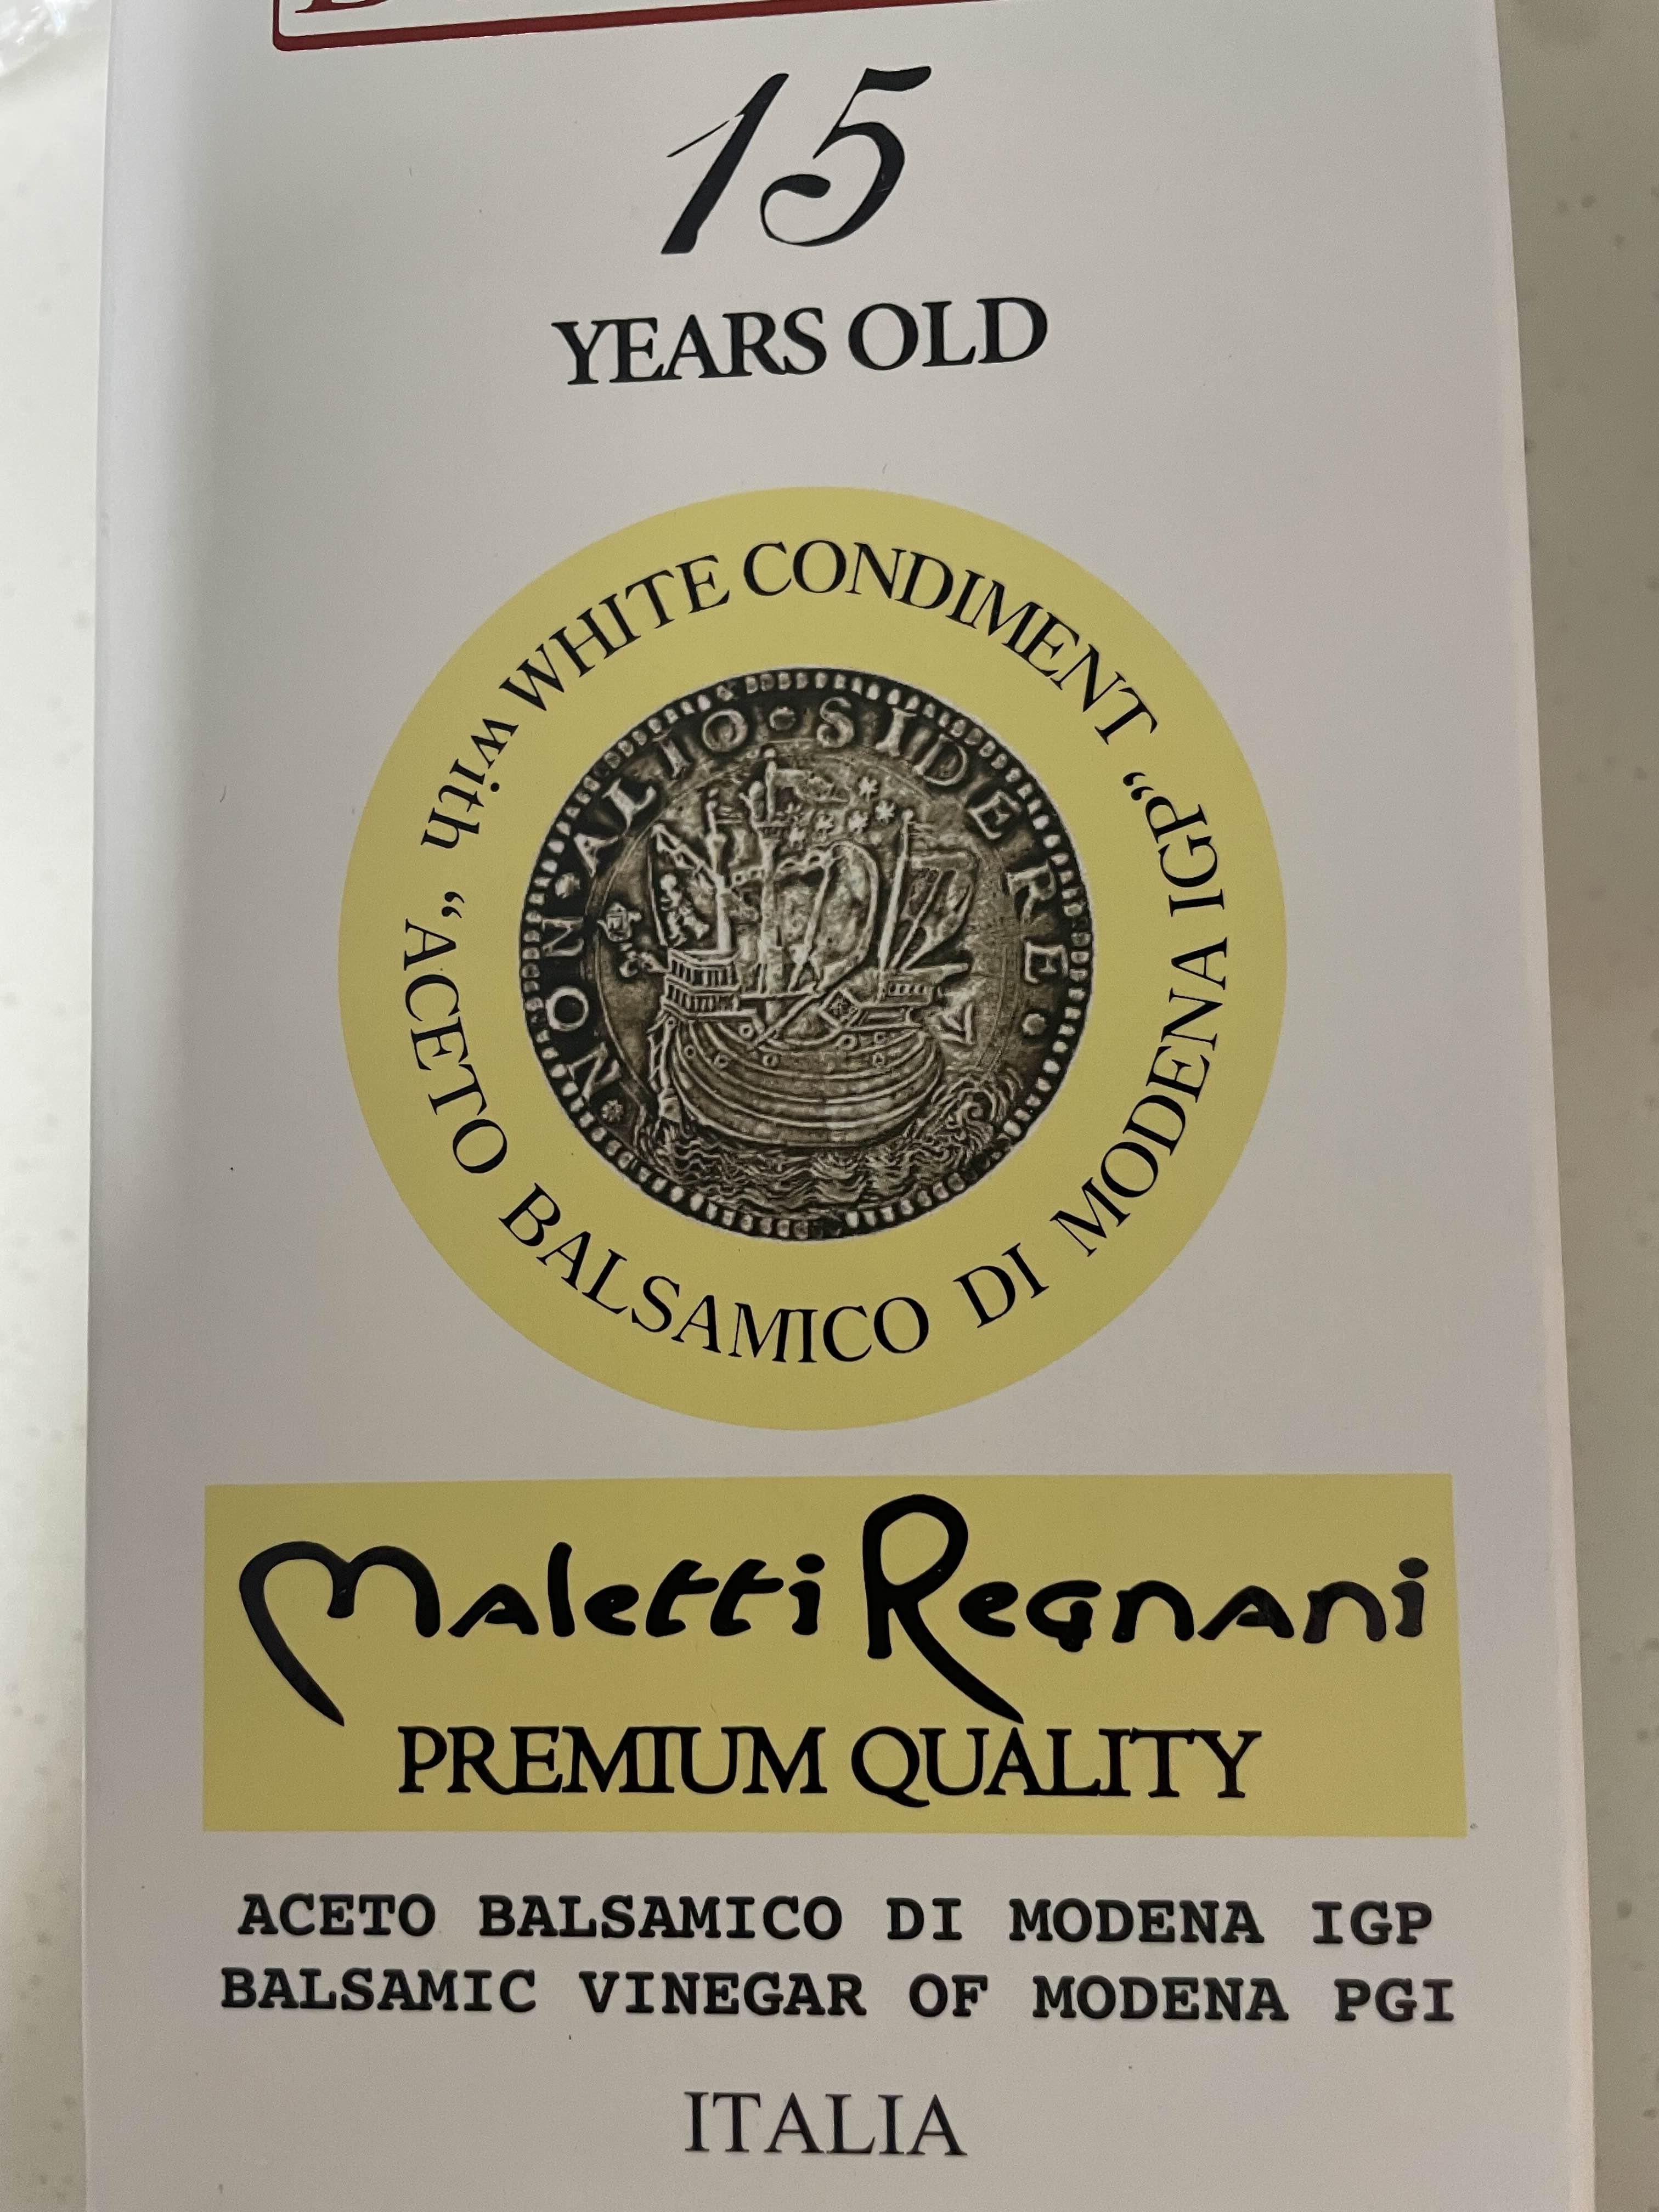 15
YEARS OLD
WHITE CONDIMENT
with "ACETO BALSAMICO DI MODENA IGP"
NON · ALIO · SIDERE ·
Maletti Regnani
PREMIUM QUALITY
ACETO BALSAMICO DI MODENA IGP
BALSAMIC VINEGAR OF MODENA PGI
ITALIA